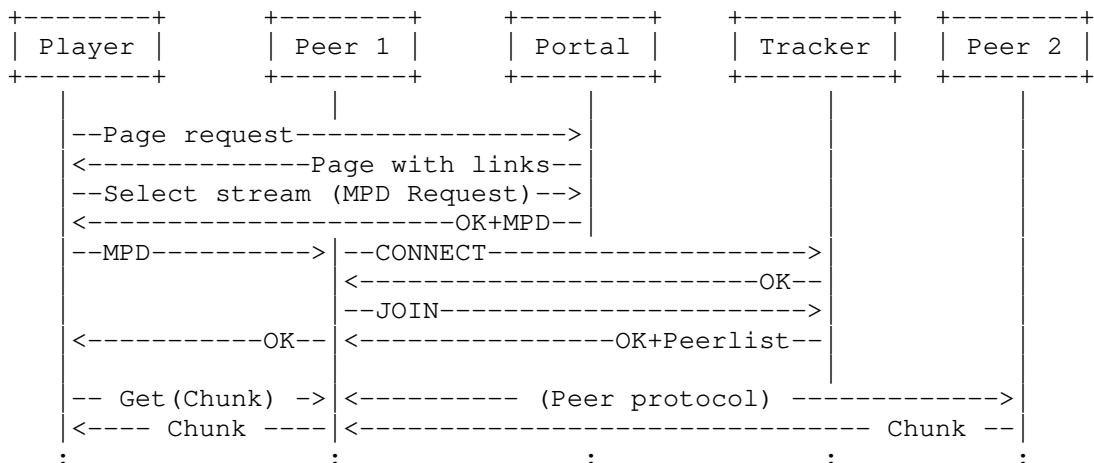 Player Peer 1 Portal Tracker Peer 2
--Page request----------------->
<--------------Page with links--
--Select stream (MPD Request)-->
<-----------------------OK+MPD--
--MPD----------> --CONNECT-------------------->
<--------------------------OK--
--JOIN----------------------->
<-----------OK-- <----------------OK+Peerlist--
-- Get(Chunk) -> <---------- (Peer protocol) ------------->
<---- Chunk ---- <-------------------------------- Chunk --